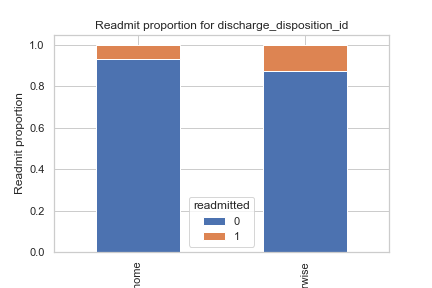 Readmit proportion for discharge_disposition_id
Readmit proportion
1.0
0.8
0.6
0.4
0.2
0.0
readmitted
0
1
home
rwise